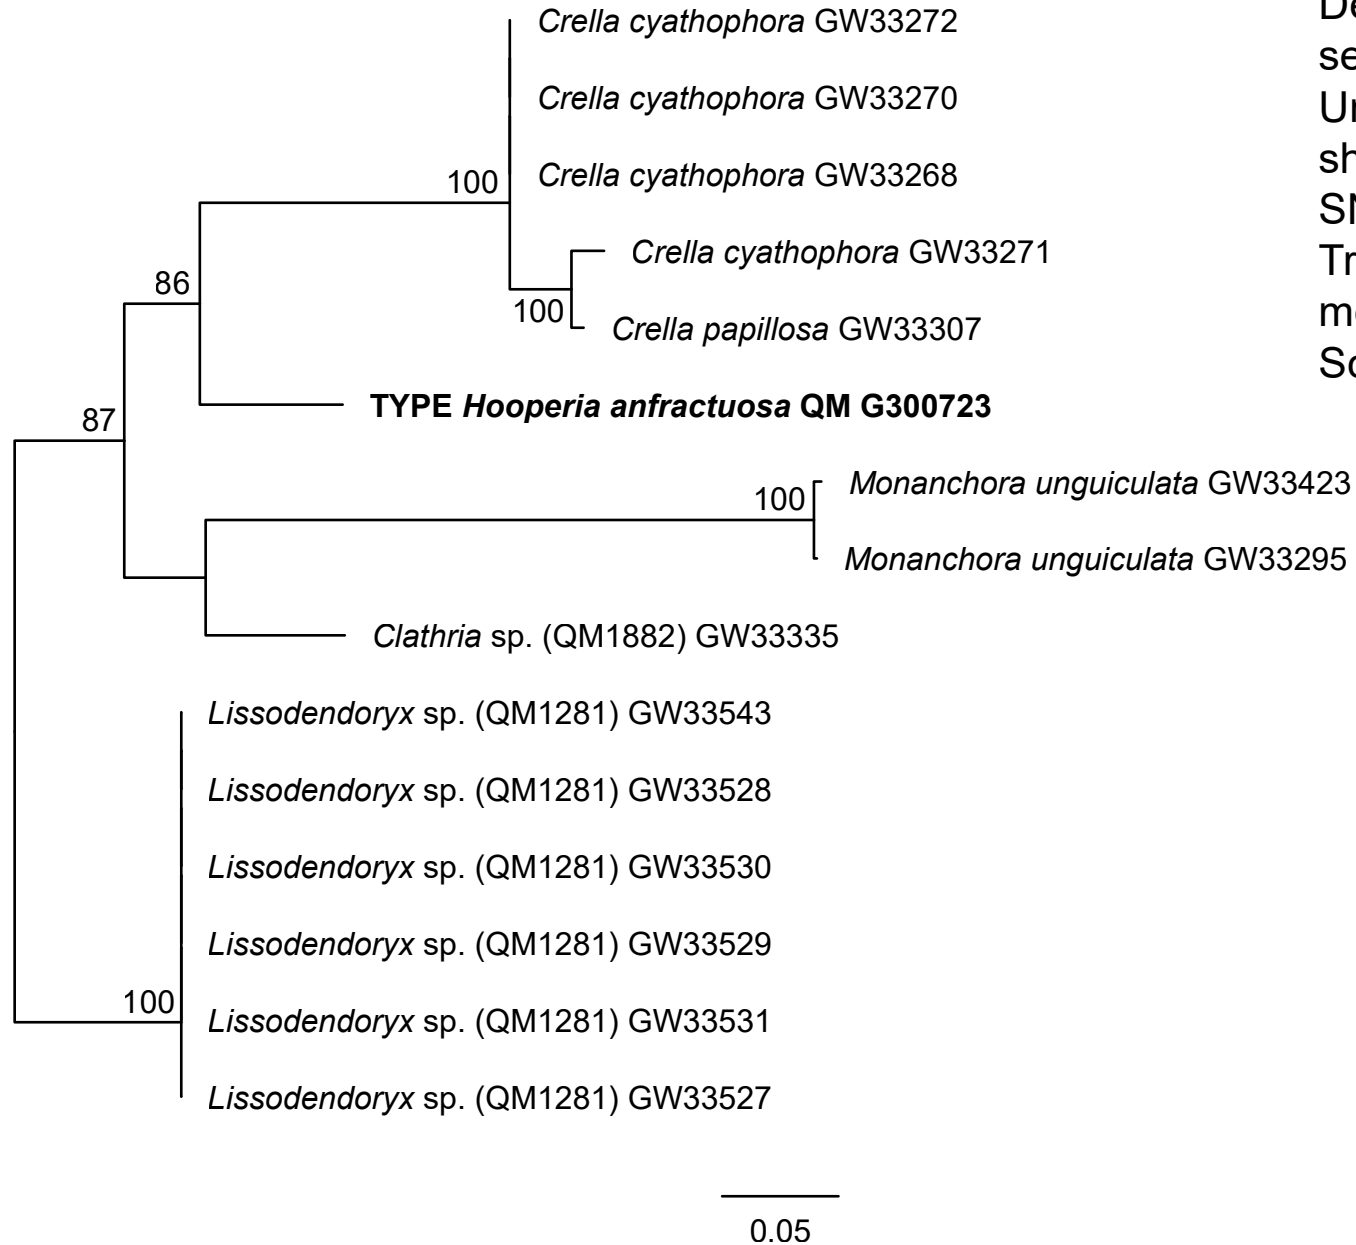 Crella cyathophora GW33272
Crella cyathophora GW33270
Crella cyathophora GW33268
100
Crella cyathophora GW33271
86
100
Crella papillosa GW33307
TYPE Hooperia anfractuosa QM G300723
87
Monanchora unguiculata GW33423
100
Monanchora unguiculata GW33295
Clathria sp. (QM1882) GW33335
Lissodendoryx sp. (QM1281) GW33543
Lissodendoryx sp. (QM1281) GW33528
Lissodendoryx sp. (QM1281) GW33530
Lissodendoryx sp. (QM1281) GW33529
100
Lissodendoryx sp. (QM1281) GW33531
Lissodendoryx sp. (QM1281) GW33527
0.05